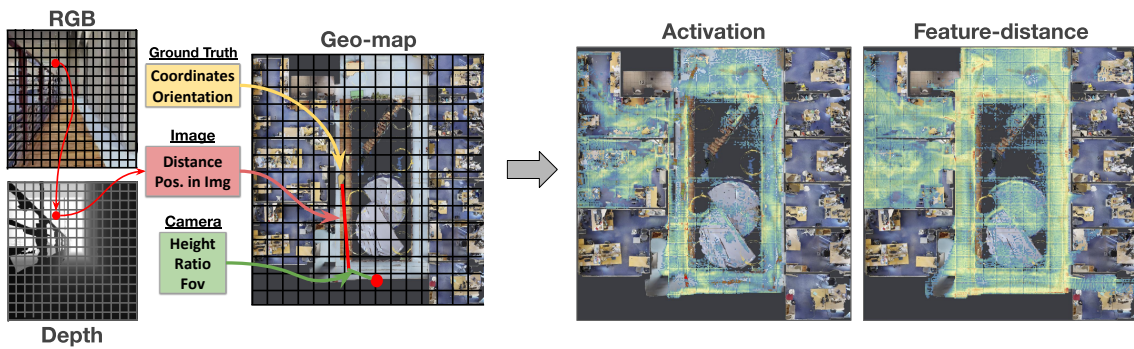 RGB
Depth
Ground Truth
Coordinates
Orientation
Image
Distance
Pos. in Img
Camera
Height
Ratio
Fov
Geo-map
Activation
Feature-distance